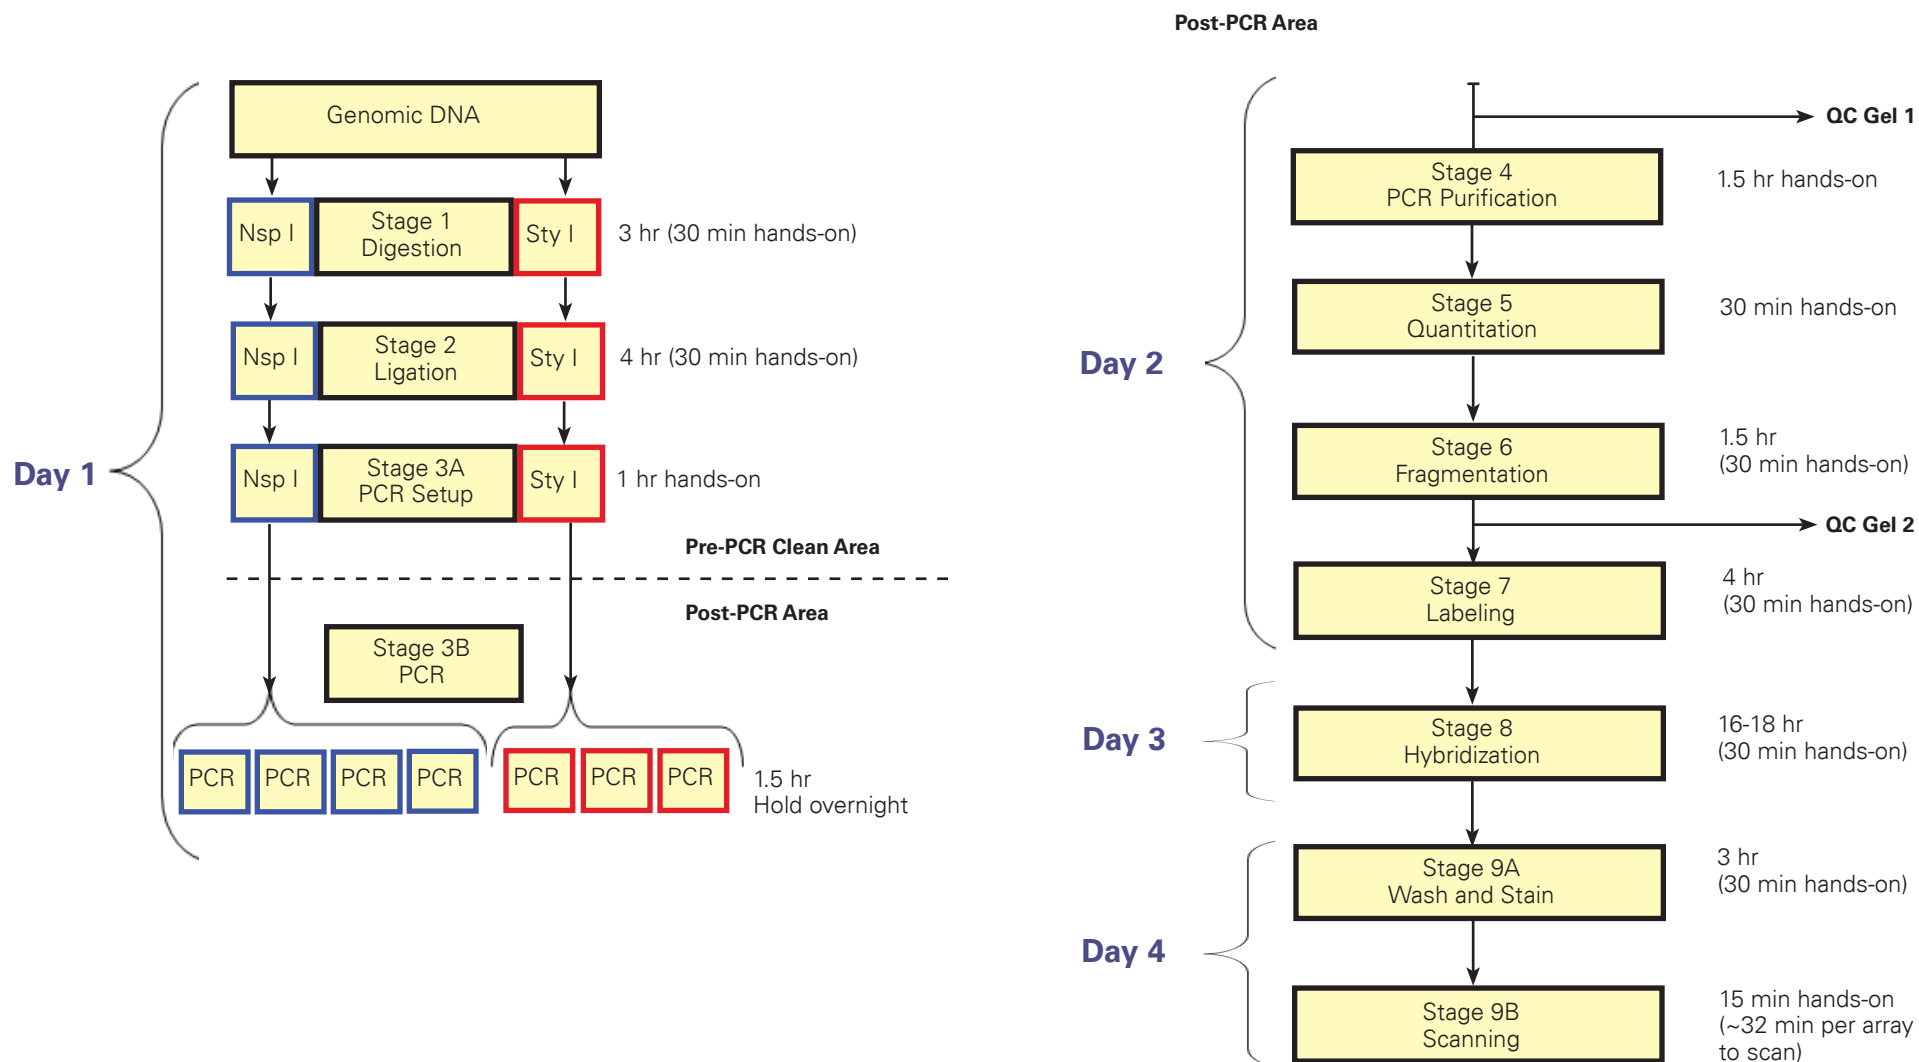 Genomic DNA
Nsp I
Stage 1
Digestion
Sty I
3 hr (30 min hands-on)
Nsp I
Stage 2
Ligation
Sty I
4 hr (30 min hands-on)
Day 1
Nsp I
Stage 3A
PCR Setup
Sty I
1 hr hands-on
Pre-PCR Clean Area
Post-PCR Area
Stage 3B
PCR
PCR
PCR
PCR
PCR
PCR
PCR
PCR
1.5 hr
Hold overnight
Post-PCR Area
QC Gel 1
Stage 4
PCR Purification
1.5 hr hands-on
Stage 5
Quantitation
30 min hands-on
Day 2
Stage 6
Fragmentation
1.5 hr
(30 min hands-on)
QC Gel 2
Stage 7
Labeling
4 hr
(30 min hands-on)
Day 3
Stage 8
Hybridization
16-18 hr
(30 min hands-on)
Stage 9A
Wash and Stain
3 hr
(30 min hands-on)
Day 4
Stage 9B
Scanning
15 min hands-on
(~32 min per array
to scan)